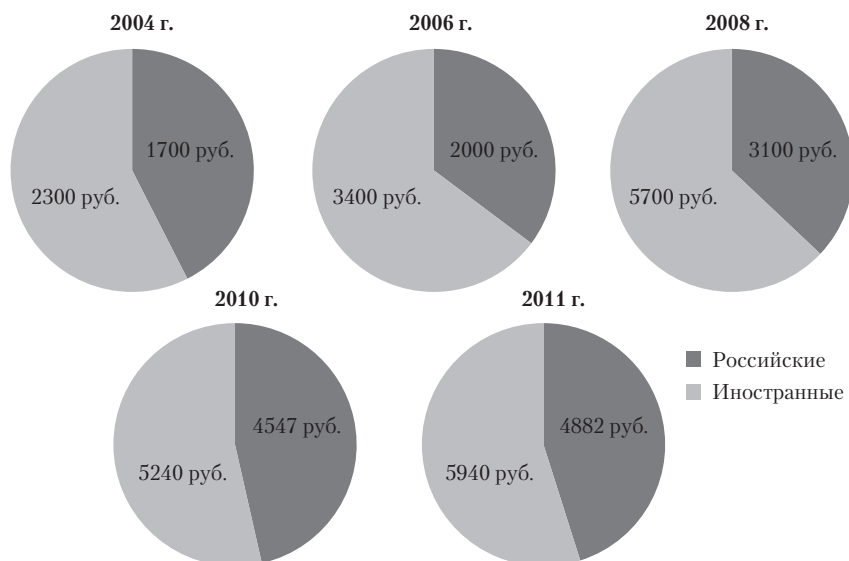 2004 г.
1700 руб.
2300 руб.
2006 г.
2000 руб.
3400 руб.
2008 г.
3100 руб.
5700 руб.
2010 г.
4547 руб.
5240 руб.
2011 г.
4882 руб.
5940 руб.
Российские
Иностранные